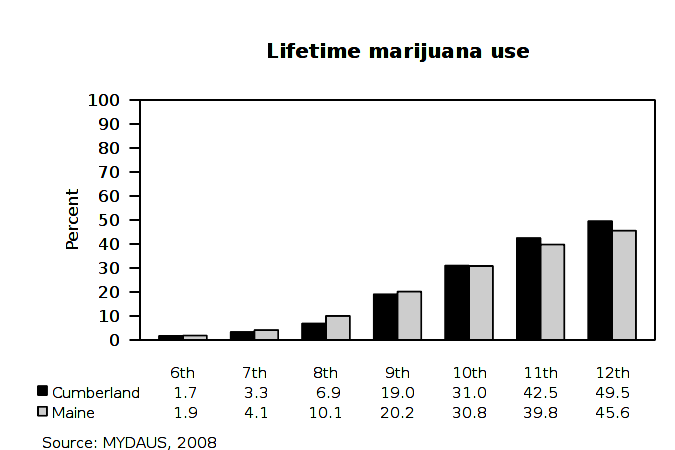 Lifetime marijuana use
100
90
80
70
60
50
40
30
20
10
0
Percent
6th 7th 8th 9th 10th 11th 12th
Cumberland 1.7 3.3 6.9 19.0 31.0 42.5 49.5
Maine 1.9 4.1 10.1 20.2 30.8 39.8 45.6
Source: MYDAUS, 2008